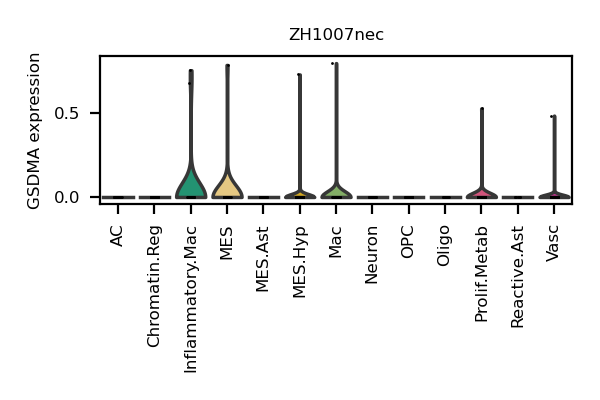 ZH1007nec
GSDMA expression
0.5
0.0
AC
Chromatin.Reg
Inflammatory.Mac
MES
MES.Ast
MES.Hyp
Mac
Neuron
OPC
Oligo
Prolif.Metab
Reactive.Ast
Vasc